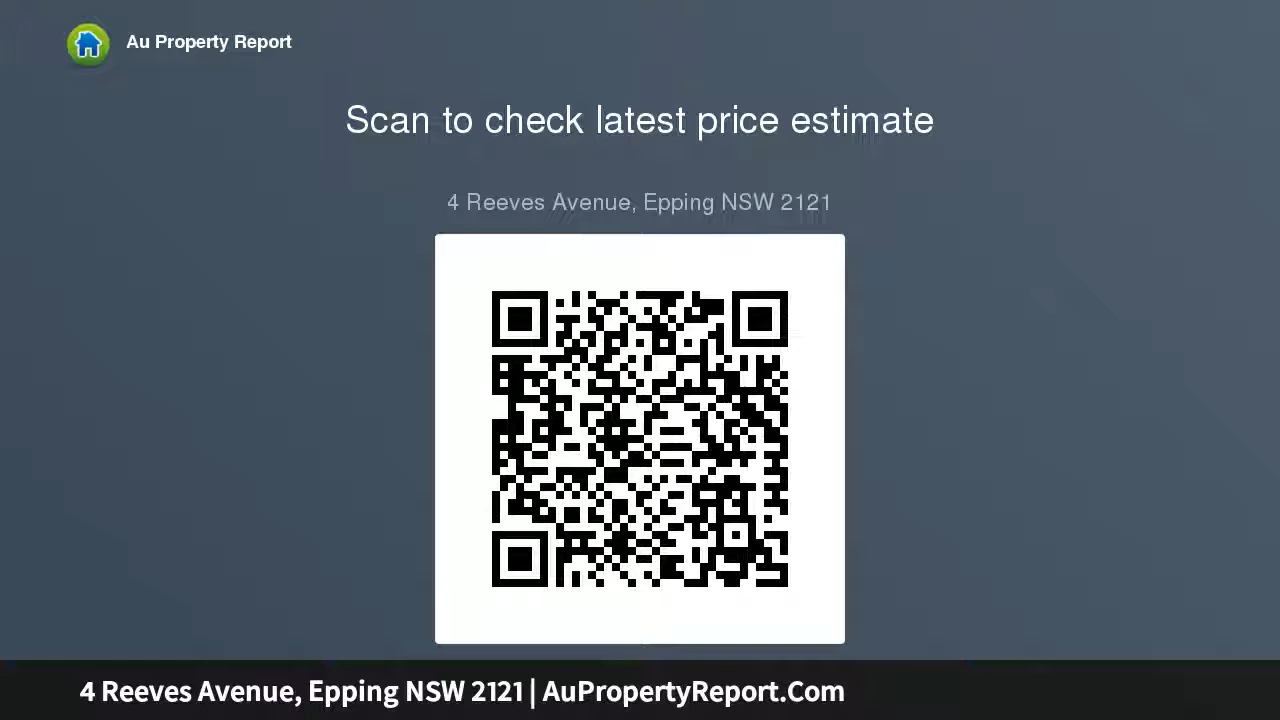 Au Property Report
Scan to check latest price estimate
4 Reeves Avenue, Epping NSW 2121
4 Reeves Avenue, Epping NSW 2121 | AuPropertyReport.Com